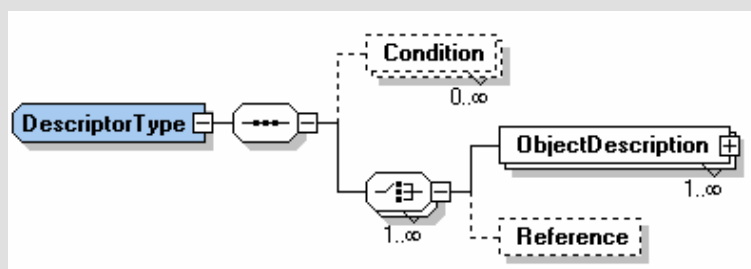 Condition
0..∞
DescriptorType
ObjectDescription
1..∞
1..∞
Reference